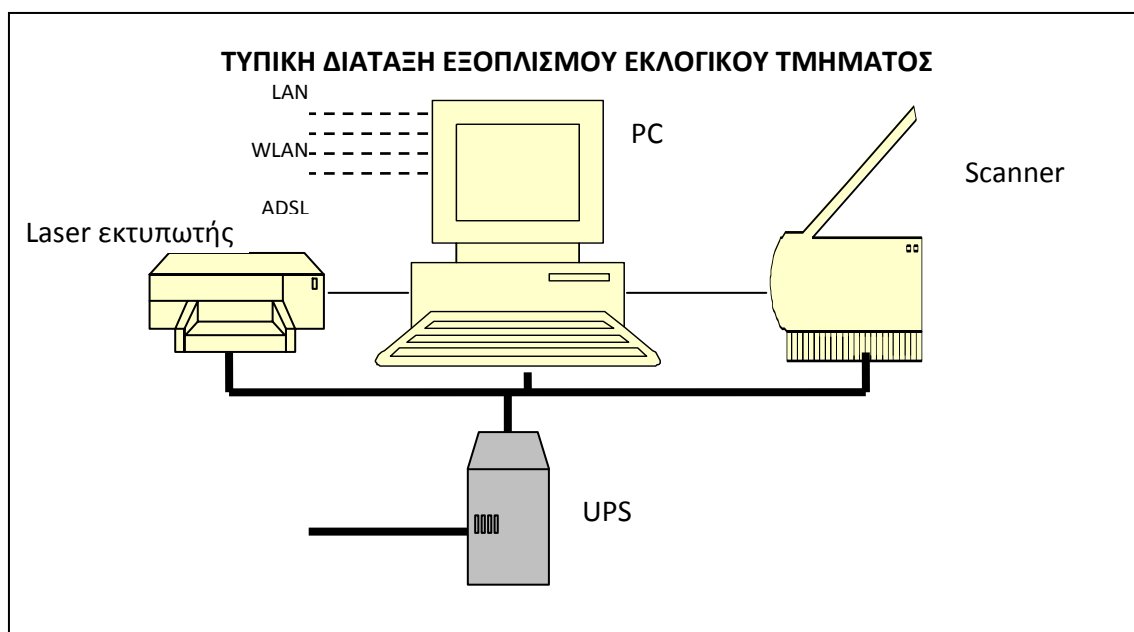 ΤΥΠΙΚΗ ΔΙΑΤΑΞΗ ΕΞΟΠΛΙΣΜΟΥ ΕΚΛΟΓΙΚΟΥ ΤΜΗΜΑΤΟΣ
LAN
PC
WLAN
Scanner
ADSL
Laser εκτυπωτής
UPS